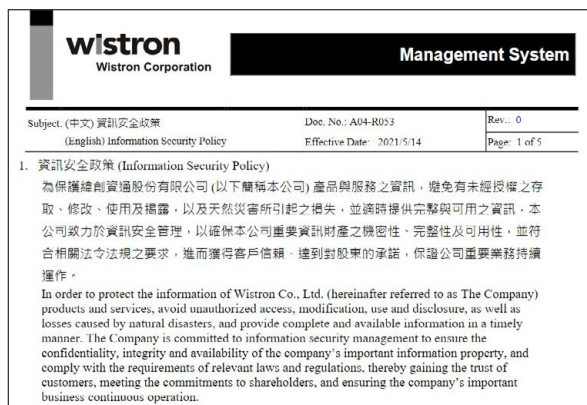 wistron
Wistron Corporation
Management System
Subject: (中文) 資訊安全政策
(English) Information Security Policy
Doc. No.: A04-R053
Effective Date: 2021/5/14
Rev.: 0
Page: 1 of 5
1. 資訊安全政策 (Information Security Policy)
為保護緯創資通股份有限公司 (以下簡稱本公司) 產品與服務之資訊，避免有未經授權之存
取、修改、使用及揭露，以及天然災害所引起之損失，並適時提供完整與可用之資訊，本
公司致力於資訊安全管理，以確保本公司重要資訊財產之機密性、完整性及可用性，並符
合相關法令法規之要求，進而獲得客戶信賴、達到對股東的承諾，保證公司重要業務持續
運作。
In order to protect the information of Wistron Co., Ltd. (hereinafter referred to as The Company)
products and services, avoid unauthorized access, modification, use and disclosure, as well as
losses caused by natural disasters, and provide complete and available information in a timely
manner. The Company is committed to information security management to ensure the
confidentiality, integrity and availability of the company's important information property, and
comply with the requirements of relevant laws and regulations, thereby gaining the trust of
customers, meeting the commitments to shareholders, and ensuring the company's important
business continuous operation.